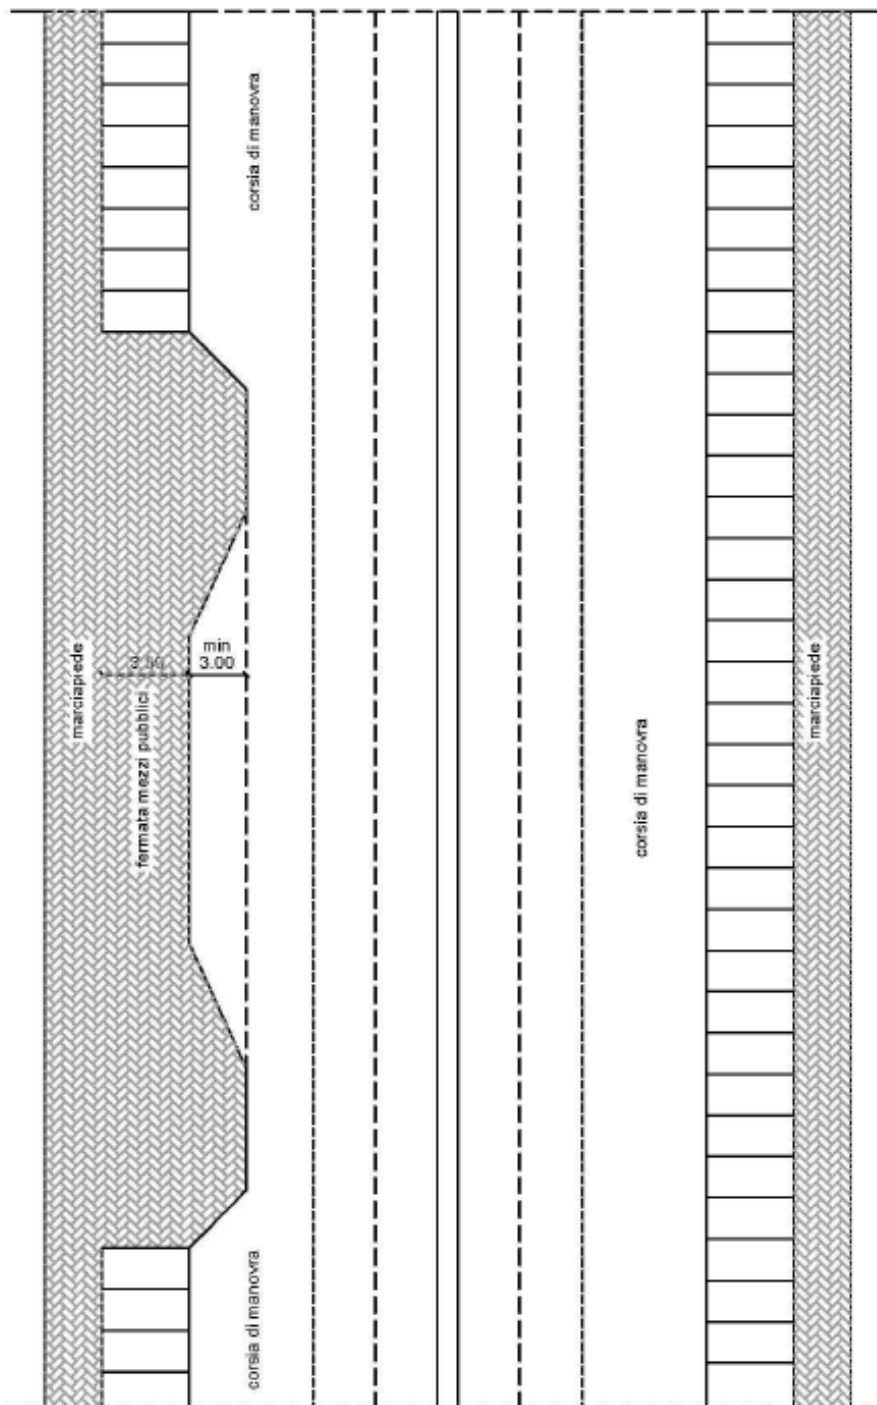 corsia di manovra
marciapiede
min
3.00
fermata mezzi pubblici
corsia di manovra
marciapiede
corsia di manovra